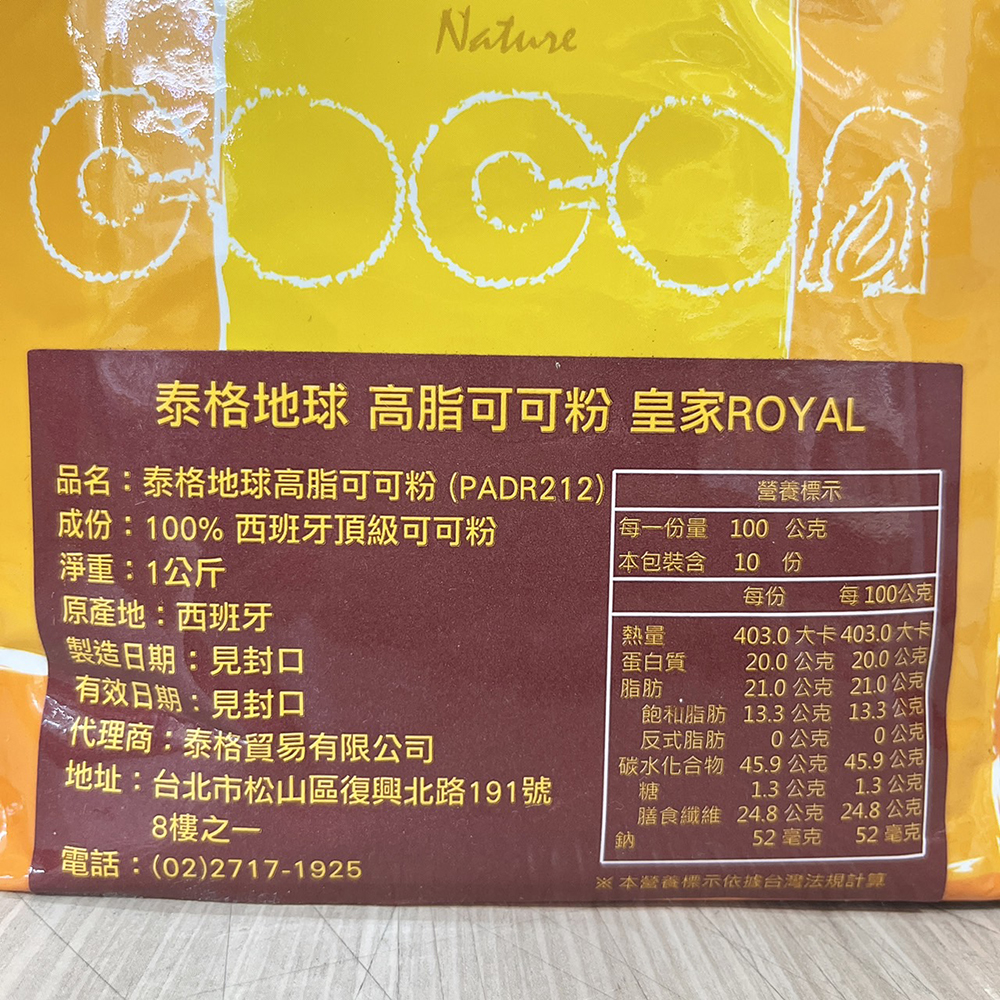 Nature
COCOA
泰格地球 高脂可可粉 皇家ROYAL
品名：泰格地球高脂可可粉 (PADR212)
成份：100% 西班牙頂級可可粉
淨重：1公斤
原產地：西班牙
製造日期：見封口
有效日期：見封口
代理商：泰格貿易有限公司
地址：台北市松山區復興北路191號
8樓之一
電話：(02)2717-1925
營養標示
每一份量 100 公克
本包裝含 10 份
每份 每 100公克
熱量 403.0 大卡 403.0 大卡
蛋白質 20.0 公克 20.0 公克
脂肪 21.0 公克 21.0 公克
飽和脂肪 13.3 公克 13.3 公克
反式脂肪 0 公克 0 公克
碳水化合物 45.9 公克 45.9 公克
糖 1.3 公克 1.3 公克
膳食纖維 24.8 公克 24.8 公克
鈉 52 毫克 52 毫克
※ 本營養標示依據台灣法規計算